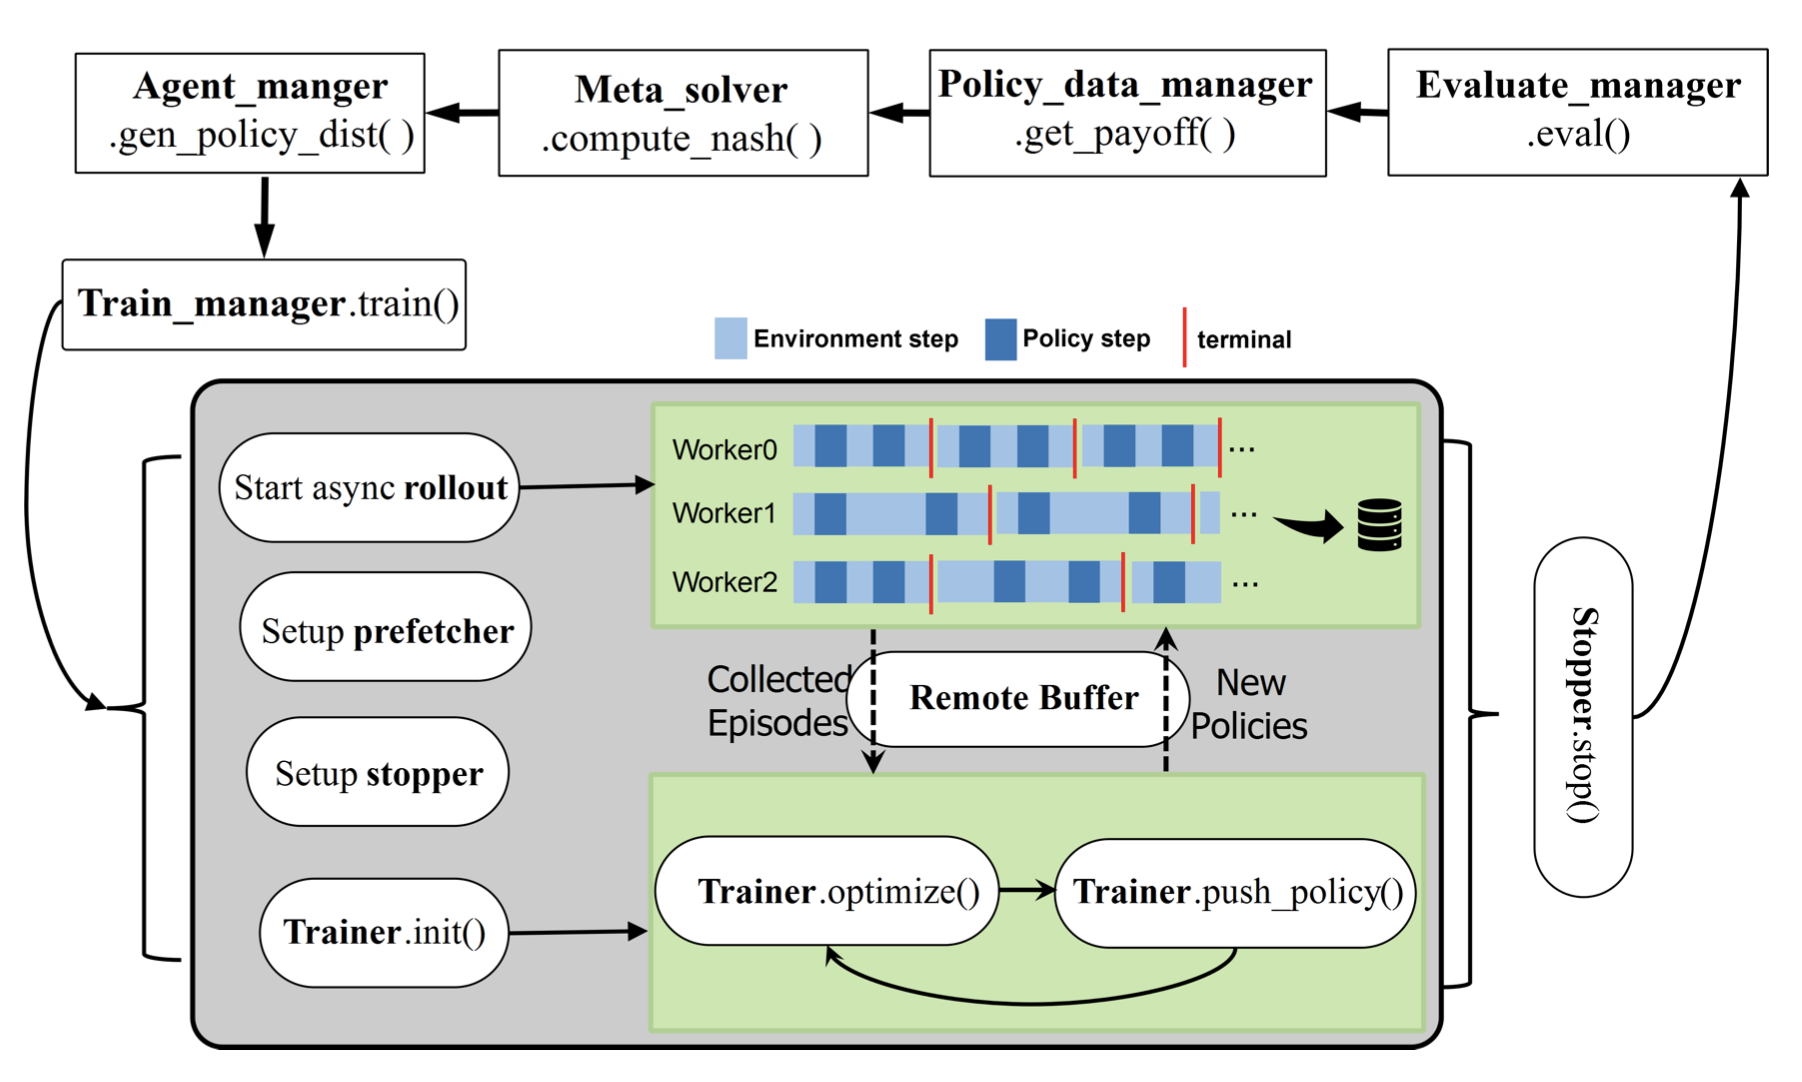 Agent_manger
.gen_policy_dist( )
Meta_solver
.compute_nash( )
Policy_data_manager
.get_payoff( )
Evaluate_manager
.eval()
Train_manager.train()
Environment step
Policy step
terminal
Start async rollout
Setup prefetcher
Setup stopper
Trainer.init()
Worker0
...
Worker1
...
Worker2
...
Collected
Episodes
Remote Buffer
New
Policies
Trainer.optimize()
Trainer.push_policy()
Stopper.stop()